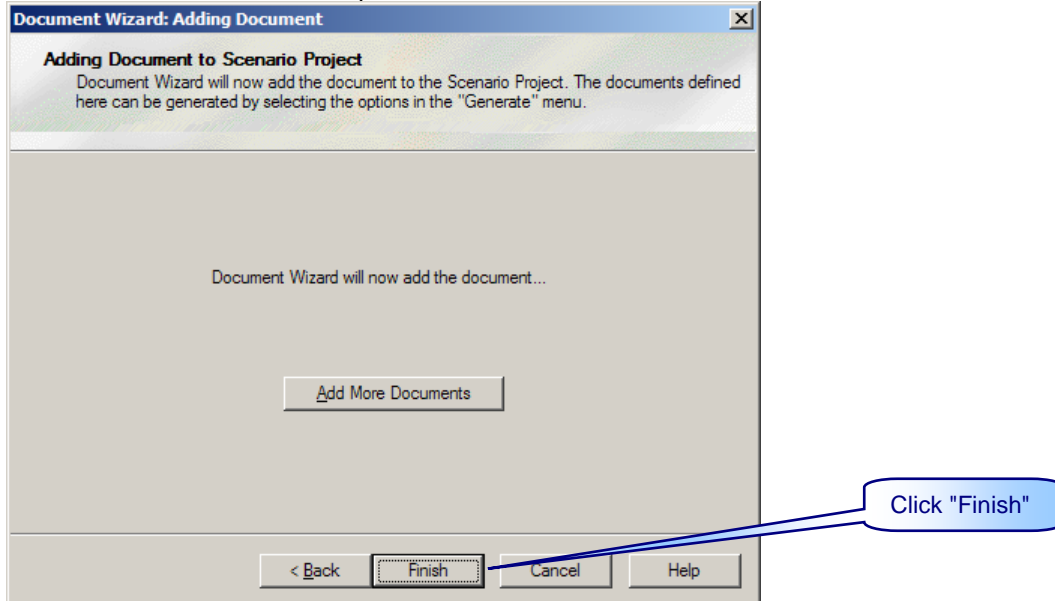 Document Wizard: Adding Document
Adding Document to Scenario Project
Document Wizard will now add the document to the Scenario Project. The documents defined
here can be generated by selecting the options in the "Generate" menu.
Document Wizard will now add the document...
Add More Documents
Click "Finish"
< Back Finish Cancel Help